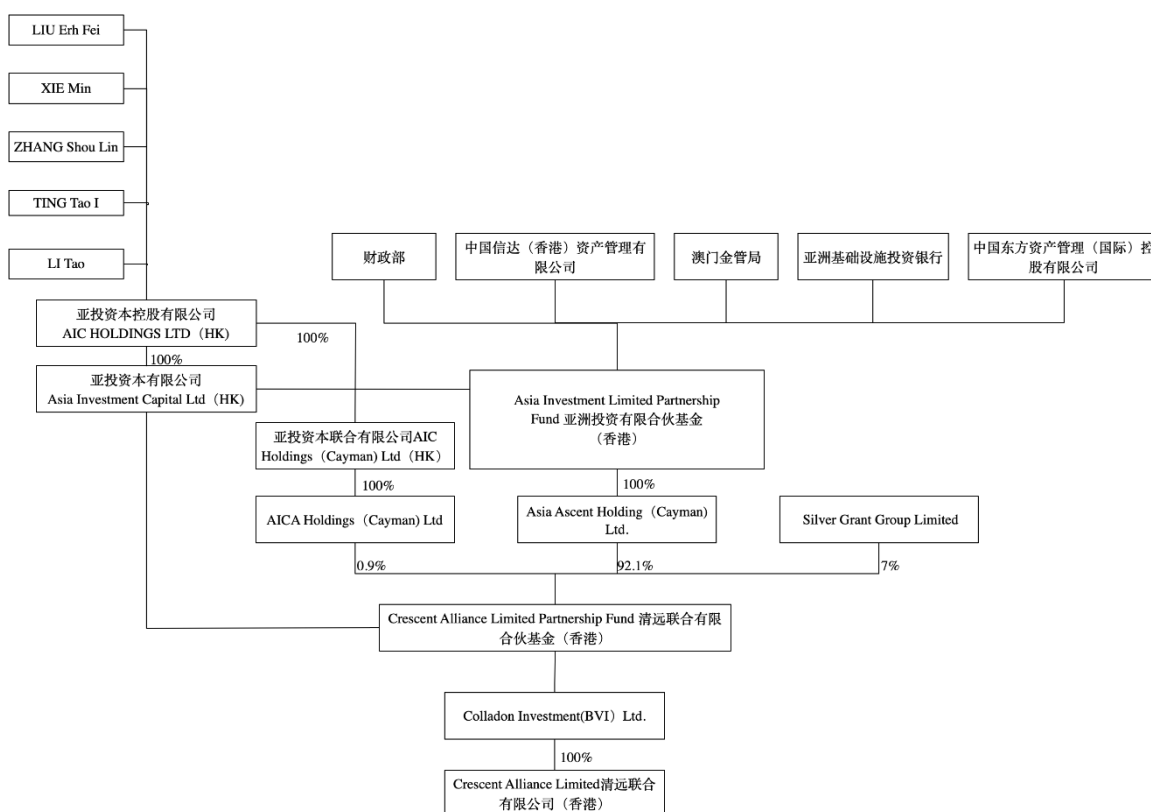 LIU Erh Fei
XIE Min
ZHANG Shou Lin
TING Tao I
LI Tao
财政部
中国信达（香港）资产管理有
限公司
澳门金管局
亚洲基础设施投资银行
中国东方资产管理（国际）控
股有限公司
亚投资本控股有限公司
AIC HOLDINGS LTD（HK)
100%
100%
亚投资本有限公司
Asia Investment Capital Ltd（HK)
Asia Investment Limited Partnership
Fund 亚洲投资有限合伙基金
（香港）
亚投资本联合有限公司AIC
Holdings（Cayman) Ltd（HK）
100%
100%
AICA Holdings（Cayman) Ltd
Asia Ascent Holding（Cayman)
Ltd.
Silver Grant Group Limited
0.9%
92.1%
7%
Crescent Alliance Limited Partnership Fund 清远联合有限
合伙基金（香港）
Colladon Investment(BVI）Ltd.
100%
Crescent Alliance Limited清远联合
有限公司（香港）